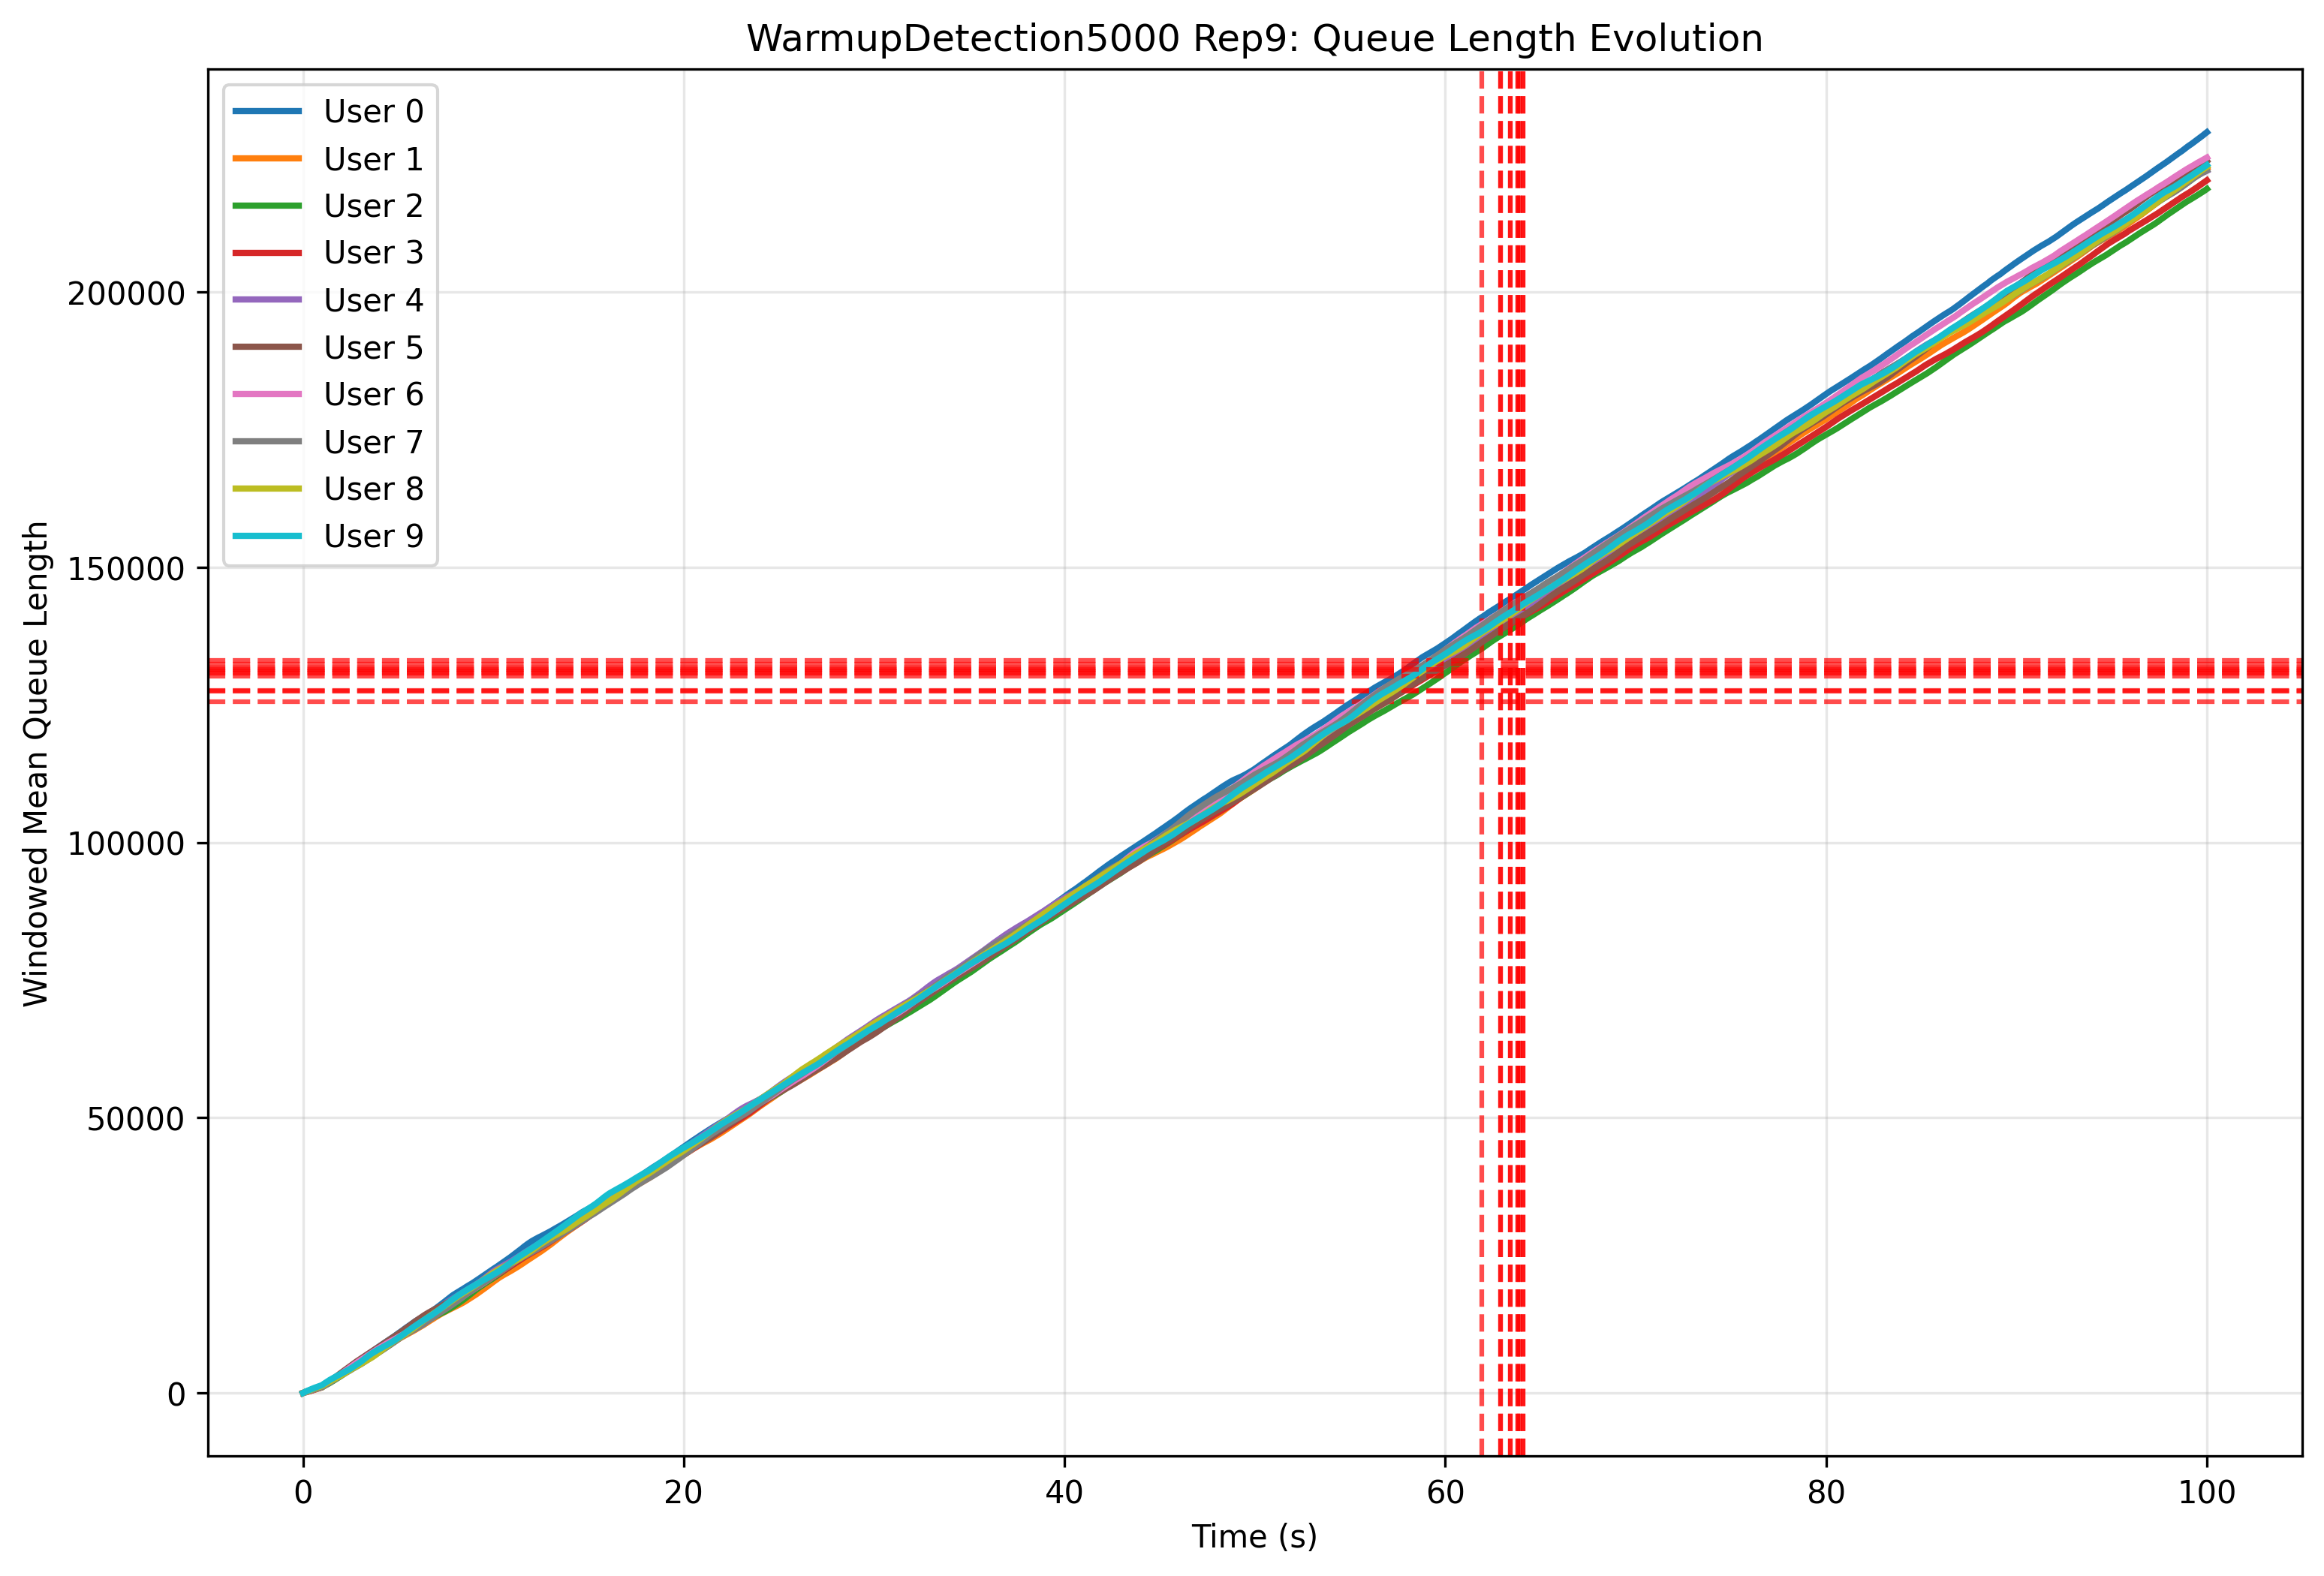 WarmupDetection5000 Rep9: Queue Length Evolution
User 0
User 1
User 2
User 3
User 4
User 5
User 6
User 7
User 8
User 9
Windowed Mean Queue Length
200000
150000
100000
50000
0
0 20 40 60 80 100
Time (s)